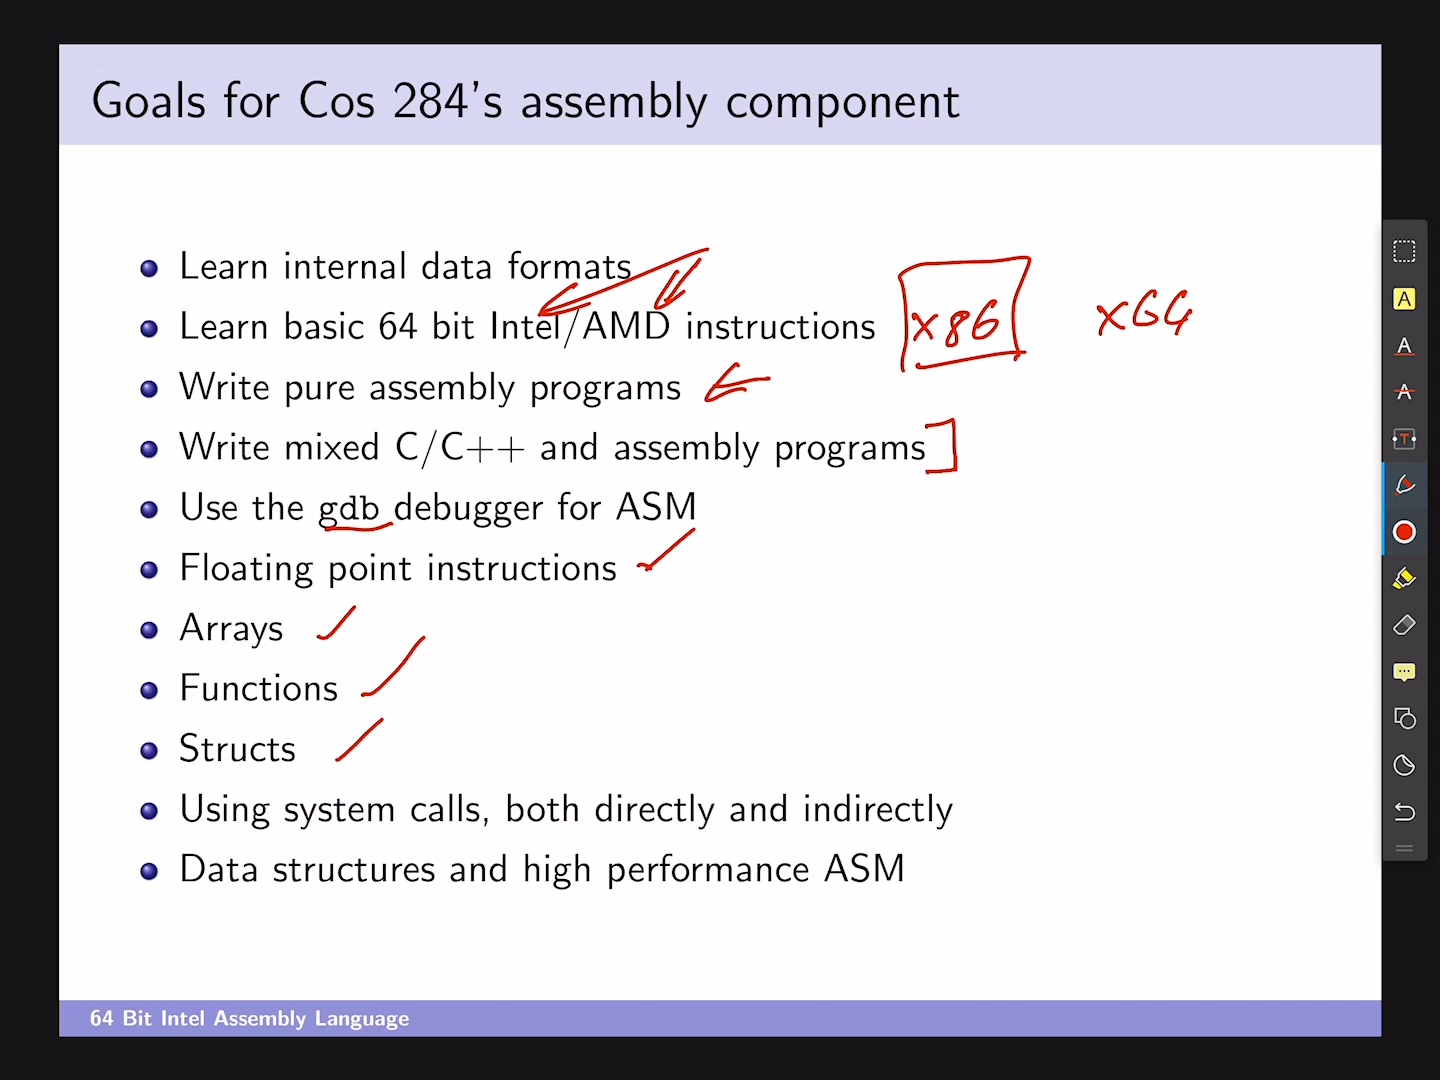 Goals for Cos 284's assembly component
Learn internal data formats
Learn basic 64 bit Intel/AMD instructions x86 x64
Write pure assembly programs
Write mixed C/C++ and assembly programs
Use the gdb debugger for ASM
Floating point instructions
Arrays
Functions
Structs
Using system calls, both directly and indirectly
Data structures and high performance ASM
64 Bit Intel Assembly Language
A
A
A
T